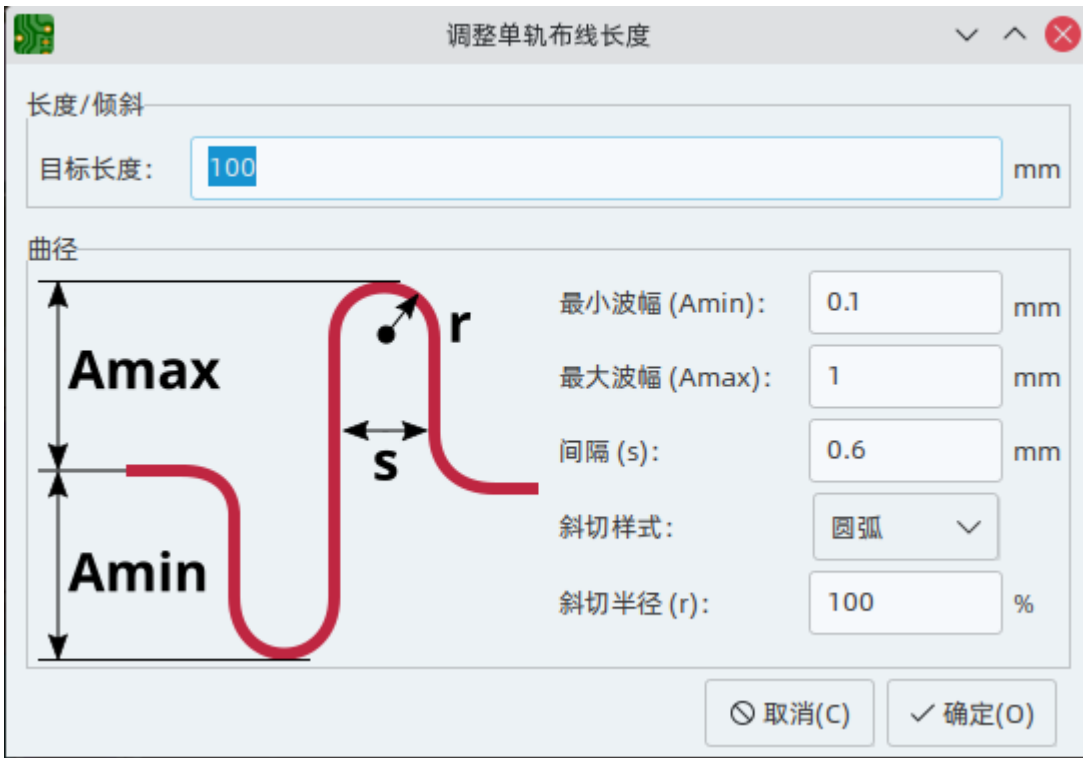 调整单轨布线长度
长度/倾斜
目标长度: 100 mm
曲径
Amax
r
s
Amin
最小波幅 (Amin): 0.1 mm
最大波幅 (Amax): 1 mm
间隔 (s): 0.6 mm
斜切样式: 圆弧
斜切半径 (r): 100 %
取消(C) 确定(O)